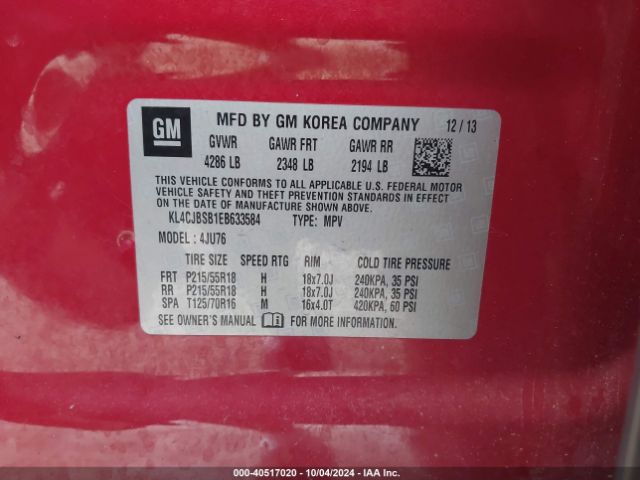 GM
MFD BY GM KOREA COMPANY 12 / 13
GVWR GAWR FRT GAWR RR
4286 LB 2348 LB 2194 LB
THIS VEHICLE CONFORMS TO ALL APPLICABLE U.S. FEDERAL MOTOR
VEHICLE SAFETY AND THEFT PREVENTION STANDARDS IN EFFECT
ON THE DATE OF MANUFACTURE SHOWN ABOVE.
KL4CJBSB1EB633584 TYPE: MPV
MODEL: 4JU76
TIRE SIZE SPEED RTG RIM COLD TIRE PRESSURE
FRT P215/55R18 H 18x7.0J 240KPA, 35 PSI
RR P215/55R18 H 18x7.0J 240KPA, 35 PSI
SPA T125/70R16 M 16x4.0T 420KPA, 60 PSI
SEE OWNER'S MANUAL FOR MORE INFORMATION.
000-40517020 - 10/04/2024 - IAA Inc.